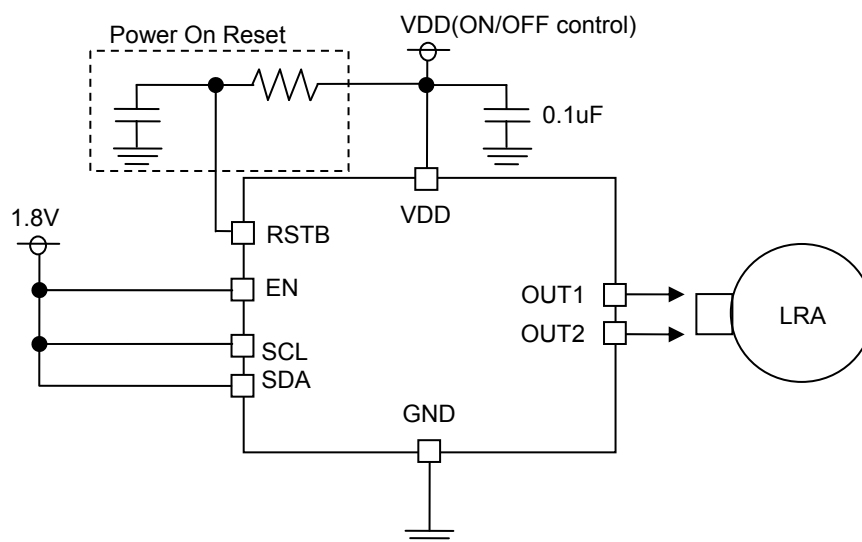 Power On Reset
VDD(ON/OFF control)
0.1uF
VDD
1.8V
RSTB
EN
OUT1
LRA
OUT2
SCL
SDA
GND